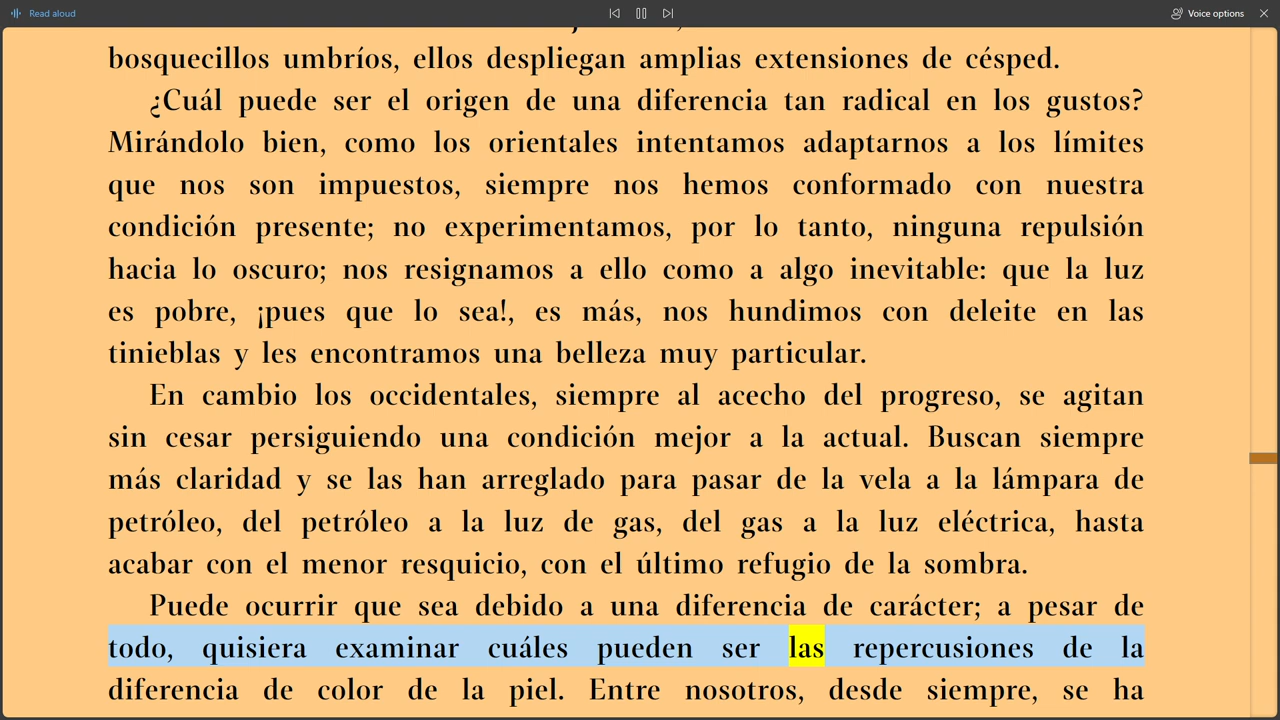 Read aloud
Voice options
bosquecillos umbríos, ellos despliegan amplias extensiones de césped.
¿Cuál puede ser el origen de una diferencia tan radical en los gustos?
Mirándolo bien, como los orientales intentamos adaptarnos a los límites
que nos son impuestos, siempre nos hemos conformado con nuestra
condición presente; no experimentamos, por lo tanto, ninguna repulsión
hacia lo oscuro; nos resignamos a ello como a algo inevitable: que la luz
es pobre, ¡pues que lo sea!, es más, nos hundimos con deleite en las
tinieblas y les encontramos una belleza muy particular.
En cambio los occidentales, siempre al acecho del progreso, se agitan
sin cesar persiguiendo una condición mejor a la actual. Buscan siempre
más claridad y se las han arreglado para pasar de la vela a la lámpara de
petróleo, del petróleo a la luz de gas, del gas a la luz eléctrica, hasta
acabar con el menor resquicio, con el último refugio de la sombra.
Puede ocurrir que sea debido a una diferencia de carácter; a pesar de
todo, quisiera examinar cuáles pueden ser las repercusiones de la
diferencia de color de la piel. Entre nosotros, desde siempre, se ha